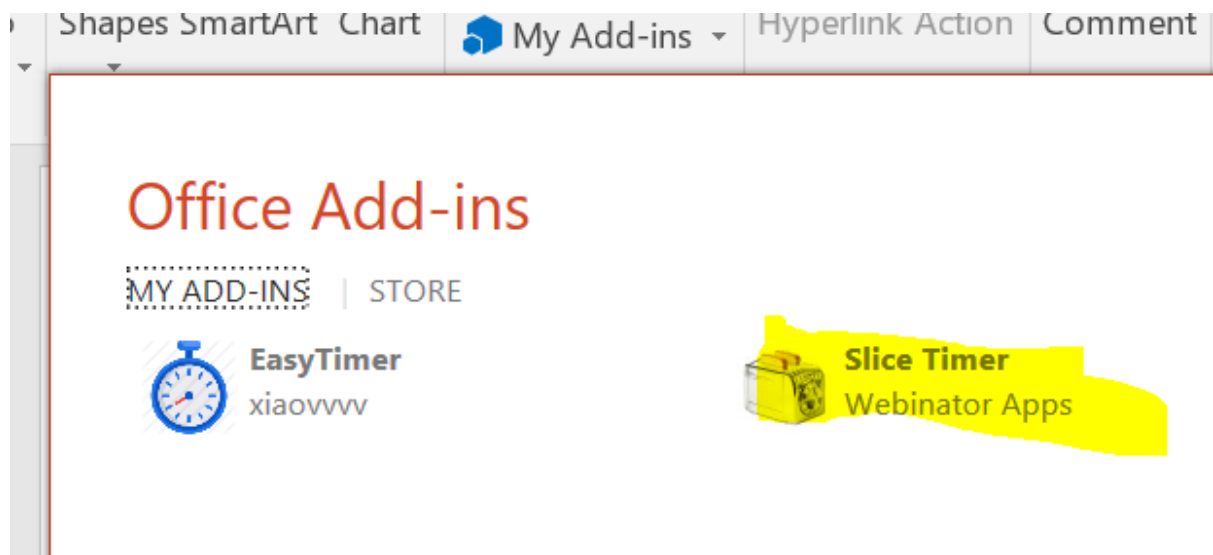 Shapes SmartArt Chart My Add-ins Hyperlink Action Comment
Office Add-ins
MY ADD-INS | STORE
EasyTimer
xiaovvvv
Slice Timer
Webinator Apps